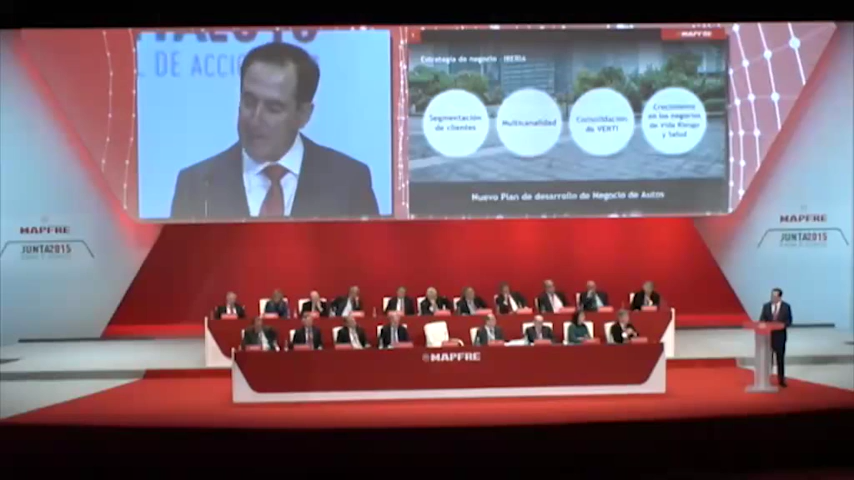 L DE ACCIO
MAPFRE
Estrategia de negocio - IBERIA
Segmentación
de clientes
Multicanalidad
Consolidación
de VERTI
Crecimiento
en los negocios
de Vida Riesgo
y Salud
Nuevo Plan de desarrollo de Negocio de Autos
MAPFRE
JUNTA2015
MAPFRE
JUNTA2015
MAPFRE